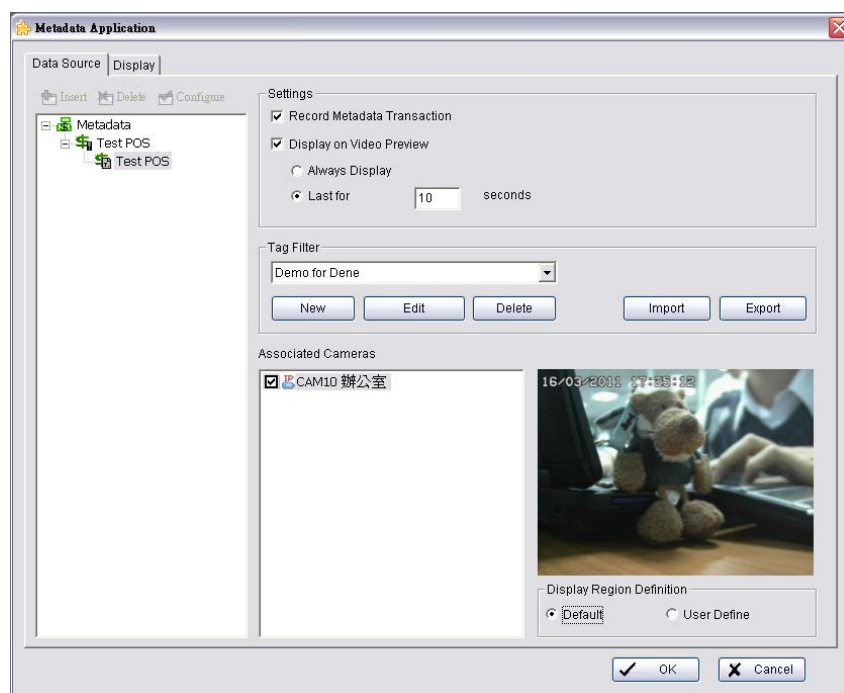 Metadata Application
Data Source
Display
Insert
Delete
Configure
Metadata
Test POS
Test POS
Settings
Record Metadata Transaction
Display on Video Preview
Always Display
Last for 10 seconds
Tag Filter
Demo for Dene
New
Edit
Delete
Import
Export
Associated Cameras
CAM10 辦公室
16/03/2011 17:25:12
Display Region Definition
Default
User Define
OK
Cancel